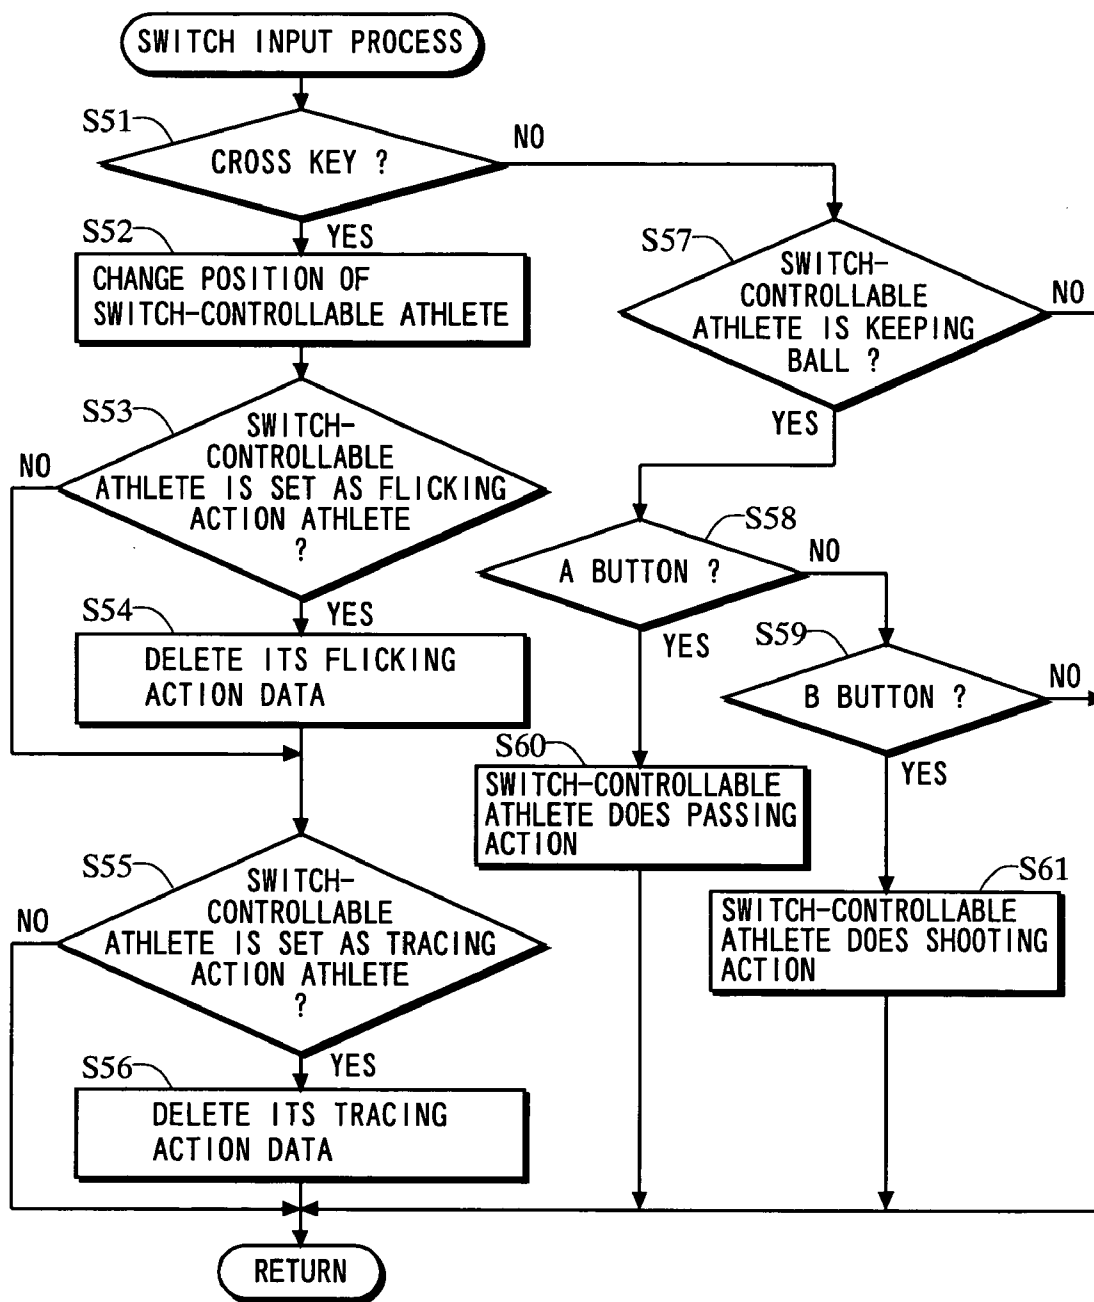 SWITCH INPUT PROCESS
S51
CROSS KEY ?
NO
YES
S52
CHANGE POSITION OF
SWITCH-CONTROLLABLE ATHLETE
S53
SWITCH-
CONTROLLABLE
ATHLETE IS SET AS FLICKING
ACTION ATHLETE
?
NO
YES
S54
DELETE ITS FLICKING
ACTION DATA
S55
SWITCH-
CONTROLLABLE
ATHLETE IS SET AS TRACING
ACTION ATHLETE
?
NO
YES
S56
DELETE ITS TRACING
ACTION DATA
S57
SWITCH-
CONTROLLABLE
ATHLETE IS KEEPING
BALL ?
NO
YES
S58
A BUTTON ?
NO
YES
S59
B BUTTON ?
NO
YES
S60
SWITCH-CONTROLLABLE
ATHLETE DOES PASSING
ACTION
S61
SWITCH-CONTROLLABLE
ATHLETE DOES SHOOTING
ACTION
RETURN